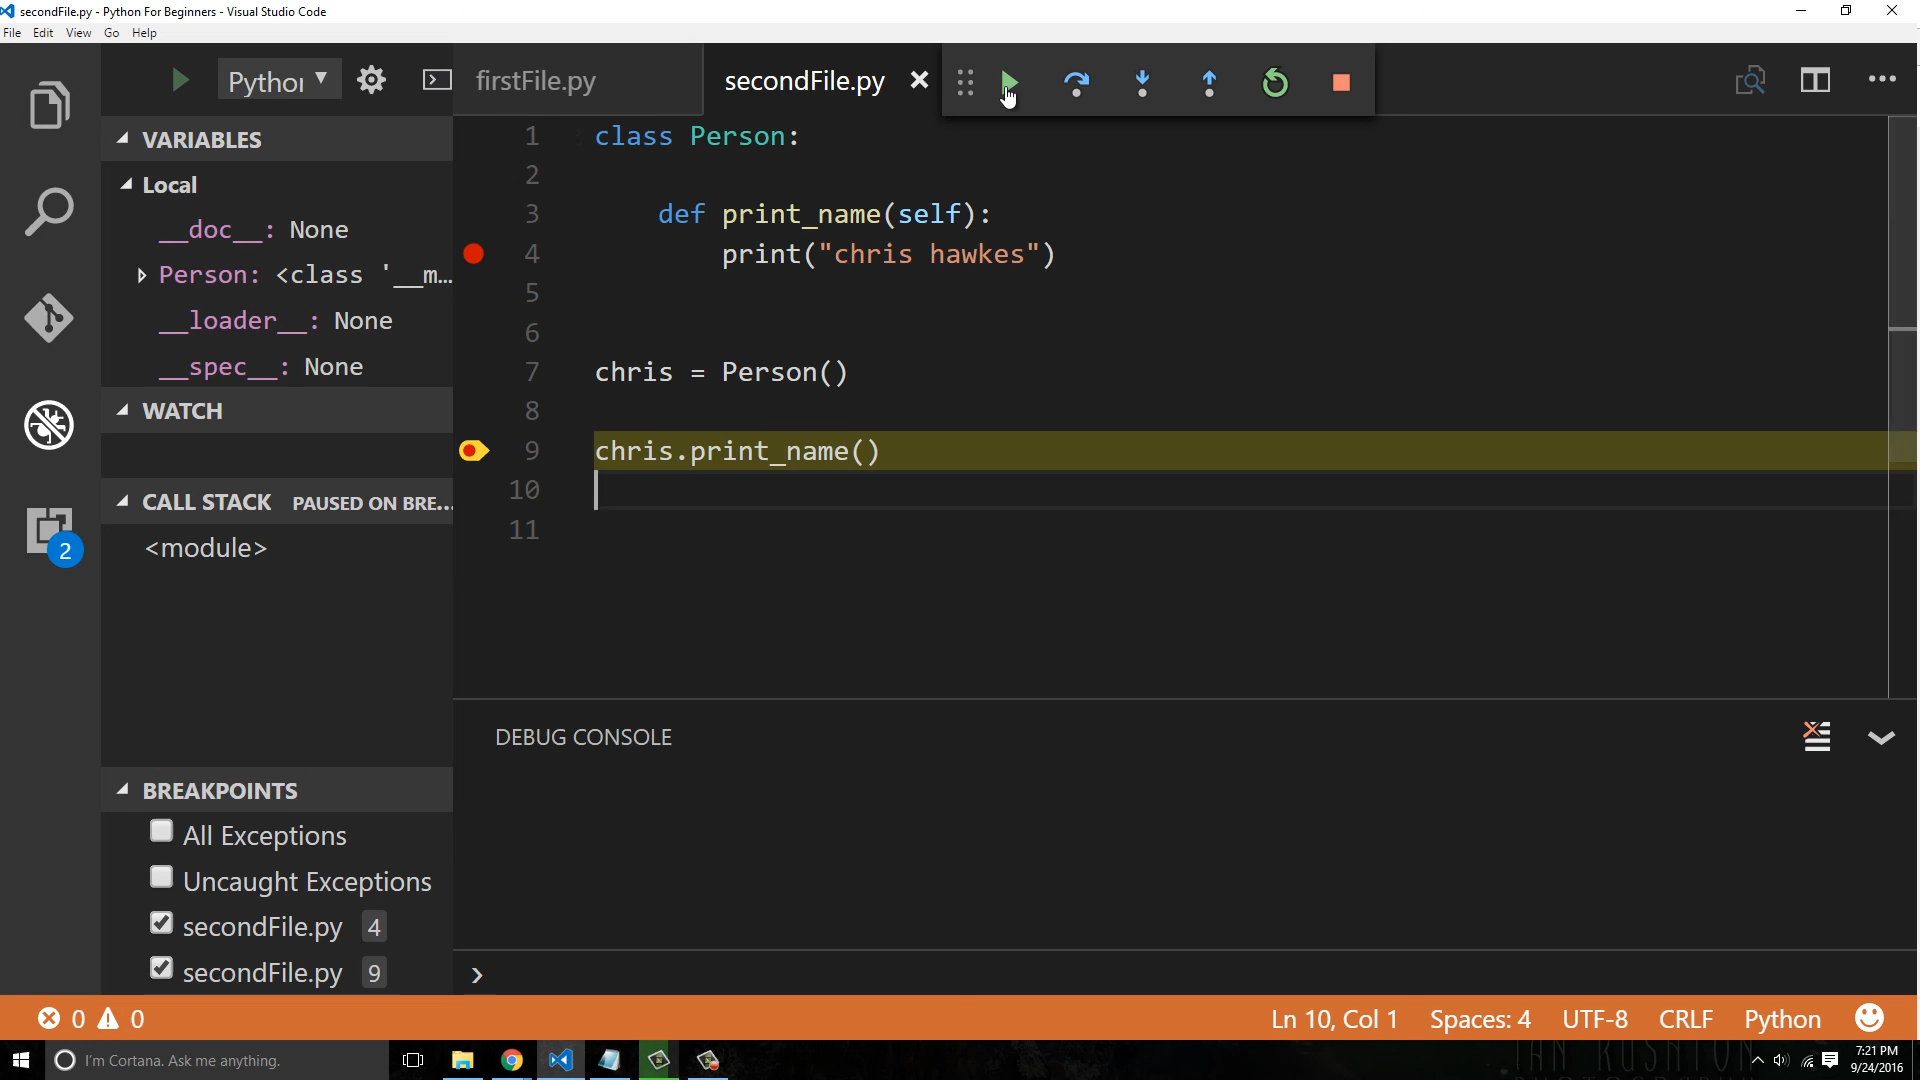 secondFile.py - Python For Beginners - Visual Studio Code
File Edit View Go Help
Python
firstFile.py
secondFile.py
VARIABLES
Local
__doc__: None
Person: <class '__m...
__loader__: None
__spec__: None
WATCH
CALL STACK PAUSED ON BRE...
<module>
BREAKPOINTS
All Exceptions
Uncaught Exceptions
secondFile.py 4
secondFile.py 9
2
1 class Person:
2
3 def print_name(self):
4 print("chris hawkes")
5
6
7 chris = Person()
8
9 chris.print_name()
10
11
DEBUG CONSOLE
0 0
Ln 10, Col 1 Spaces: 4 UTF-8 CRLF Python
I'm Cortana. Ask me anything.
7:21 PM
9/24/2016